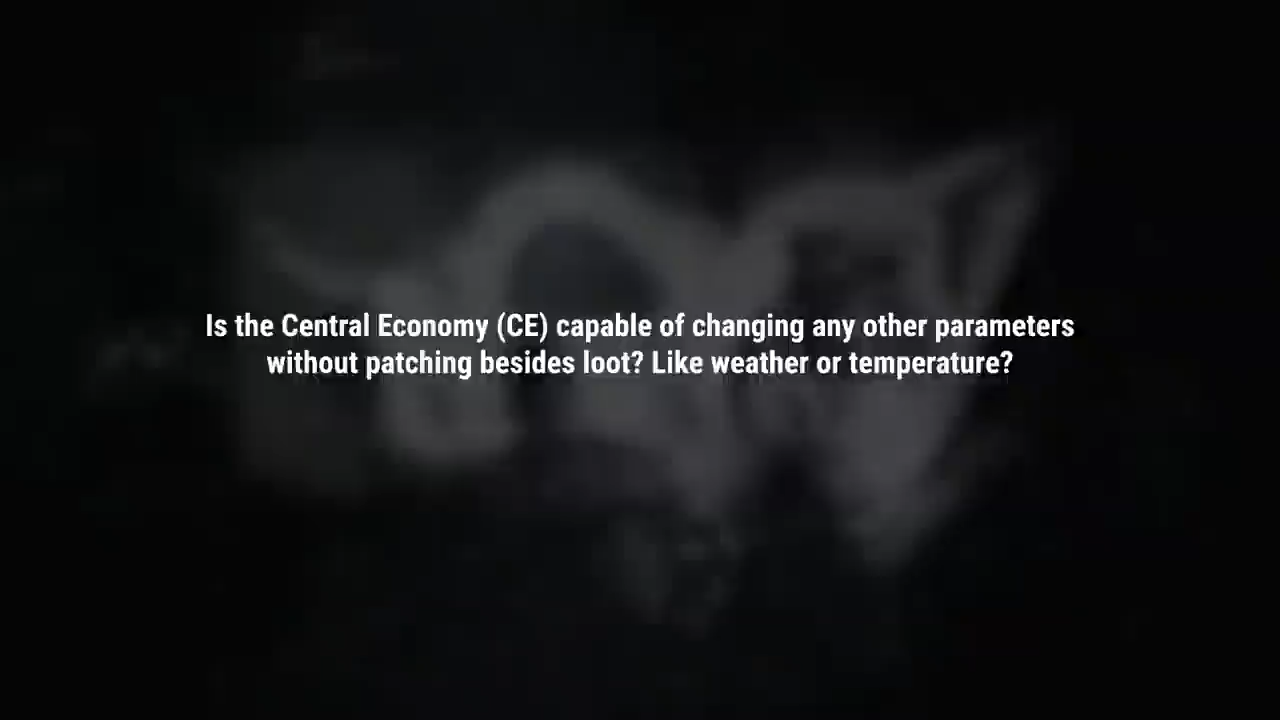 Is the Central Economy (CE) capable of changing any other parameters
without patching besides loot? Like weather or temperature?